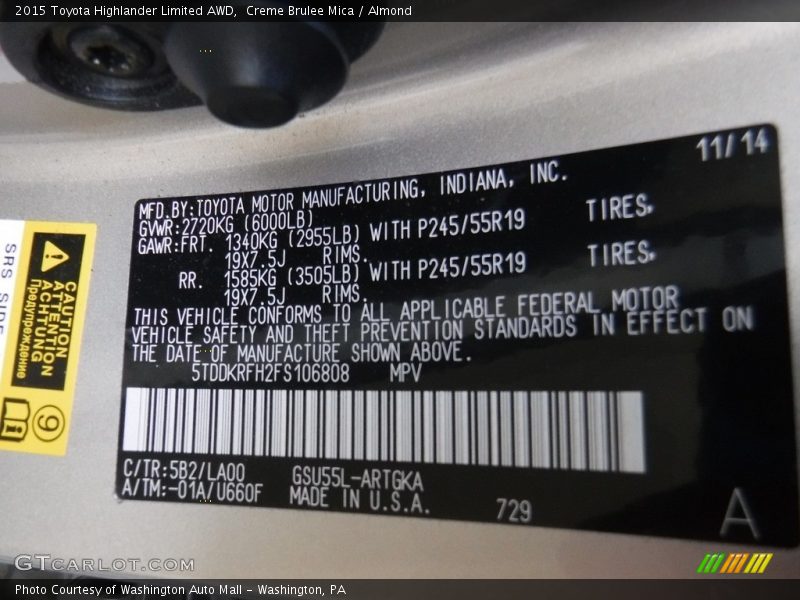 2015 Toyota Highlander Limited AWD,  Creme Brulee Mica / Almond
11/14
MFD.BY:TOYOTA MOTOR MANUFACTURING, INDIANA, INC.
GVWR:2720KG (6000LB)
GAWR:FRT. 1340KG (2955LB) WITH P245/55R19 TIRES,
19X7.5J RIMS.
RR. 1585KG (3505LB) WITH P245/55R19 TIRES,
19X7.5J RIMS.
THIS VEHICLE CONFORMS TO ALL APPLICABLE FEDERAL MOTOR
VEHICLE SAFETY AND THEFT PREVENTION STANDARDS IN EFFECT ON
THE DATE OF MANUFACTURE SHOWN ABOVE.
5TDDKRFH2FS106808 MPV
C/TR:5B2/LA00 GSU55L-ARTGKA
A/TM:-01A/U660F MADE IN U.S.A.
729
A
SRS SIDE
CAUTION
ATTENTION
ACHTUNG
Предупреждение
9
i
GTCARLOT.COM
Photo Courtesy of Washington Auto Mall - Washington, PA